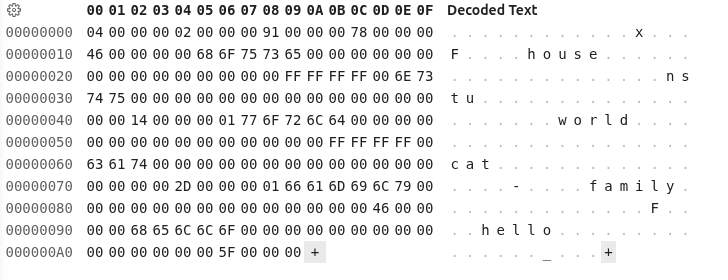 00 01 02 03 04 05 06 07 08 09 0A 0B 0C 0D 0E 0F Decoded Text
00000000 04 00 00 00 02 00 00 00 91 00 00 00 78 00 00 00 . . . . . . . . . . . . x . . .
00000010 46 00 00 00 00 68 6F 75 73 65 00 00 00 00 00 00 F . . . . h o u s e . . . . . .
00000020 00 00 00 00 00 00 00 00 00 FF FF FF FF 00 6E 73 . . . . . . . . . . . . . . n s
00000030 74 75 00 00 00 00 00 00 00 00 00 00 00 00 00 00 t u . . . . . . . . . . . . . .
00000040 00 00 14 00 00 00 01 77 6F 72 6C 64 00 00 00 00 . . . . . . . w o r l d . . . .
00000050 00 00 00 00 00 00 00 00 00 00 00 FF FF FF FF 00 . . . . . . . . . . . . . . . .
00000060 63 61 74 00 00 00 00 00 00 00 00 00 00 00 00 00 c a t . . . . . . . . . . . . .
00000070 00 00 00 00 2D 00 00 00 01 66 61 6D 69 6C 79 00 . . . . - . . . . f a m i l y .
00000080 00 00 00 00 00 00 00 00 00 00 00 00 00 46 00 00 . . . . . . . . . . . . . F . .
00000090 00 00 68 65 6C 6C 6F 00 00 00 00 00 00 00 00 00 . . h e l l o . . . . . . . . .
000000A0 00 00 00 00 00 00 5F 00 00 00 + . . . . . . _ . . . +